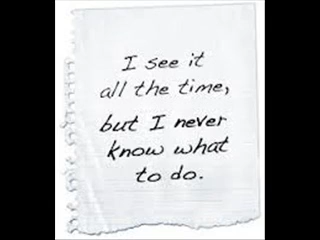 I see it
all the time,
but I never
know what
to do.